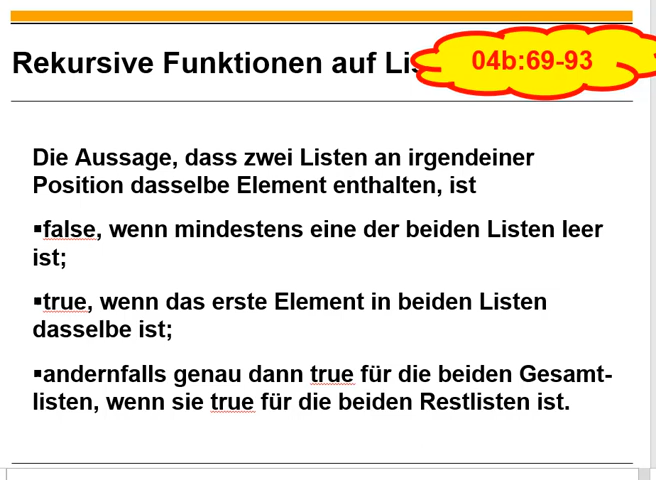 Rekursive Funktionen auf Lis
04b:69-93
Die Aussage, dass zwei Listen an irgendeiner
Position dasselbe Element enthalten, ist
▪false, wenn mindestens eine der beiden Listen leer
ist;
▪true, wenn das erste Element in beiden Listen
dasselbe ist;
▪andernfalls genau dann true für die beiden Gesamt-
listen, wenn sie true für die beiden Restlisten ist.